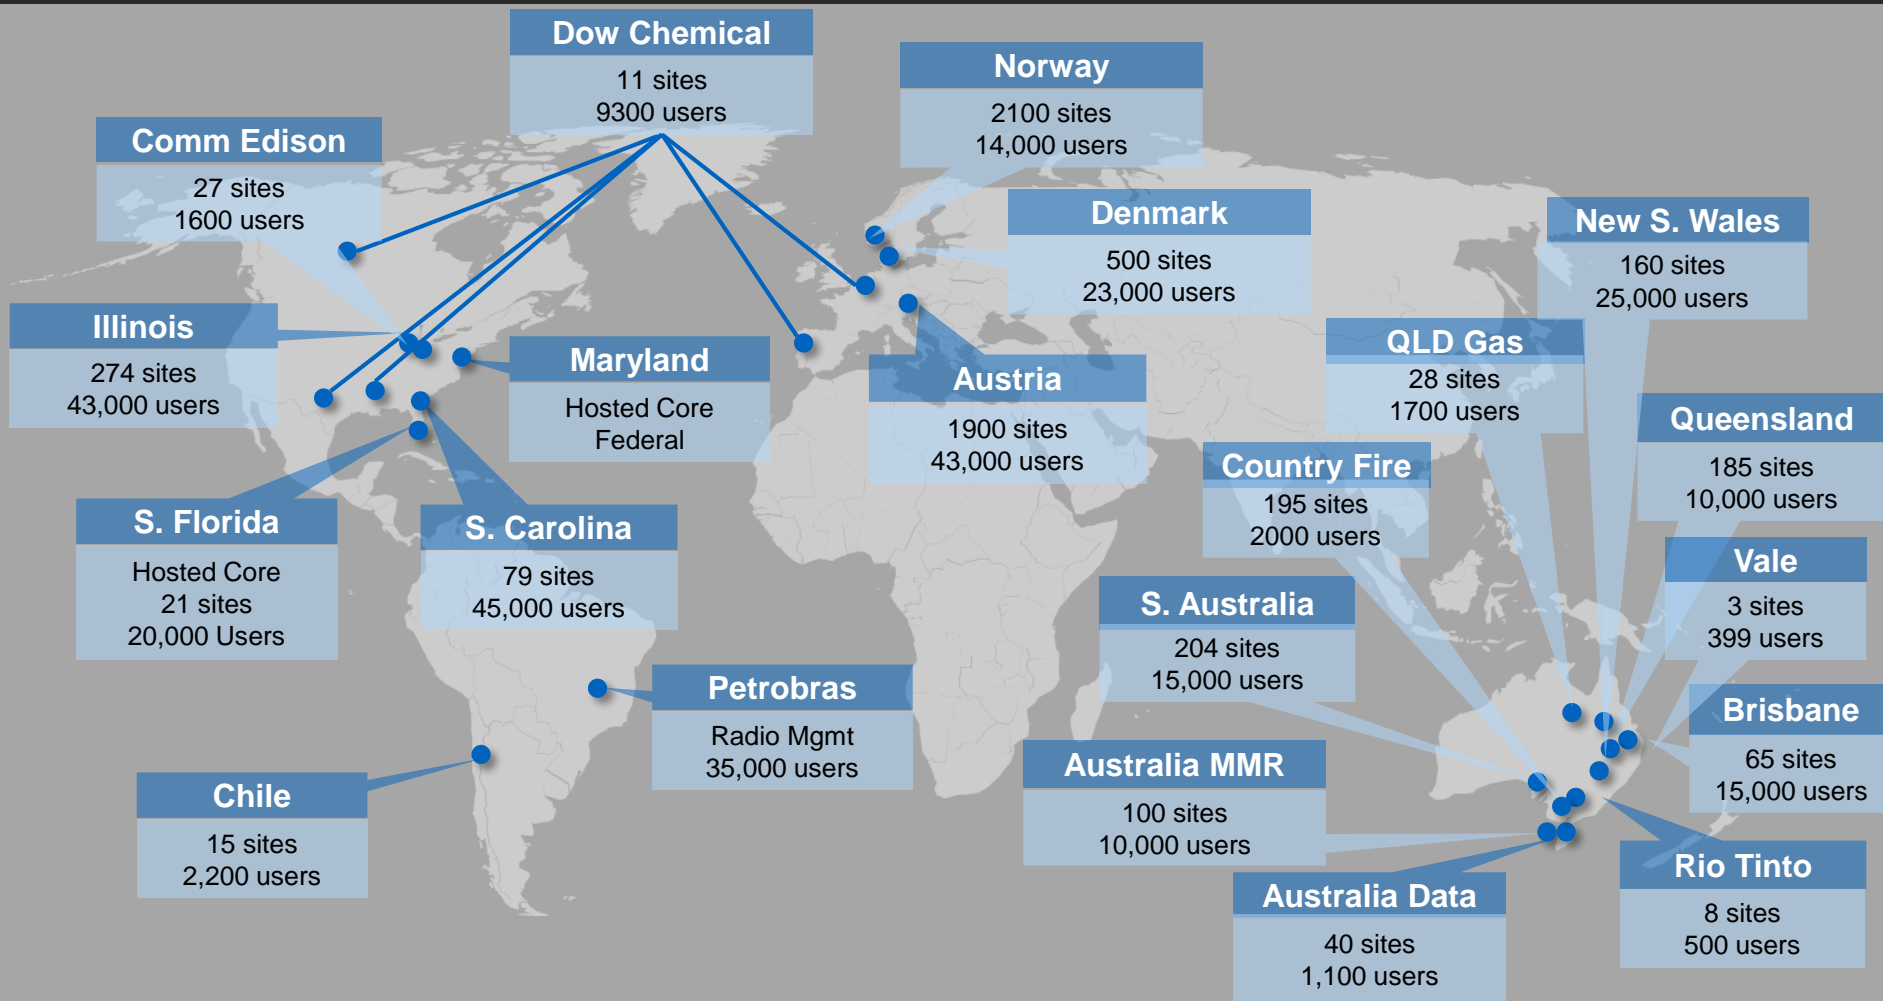 Dow Chemical
11 sites
9300 users
Norway
2100 sites
14,000 users
Comm Edison
27 sites
1600 users
Denmark
500 sites
23,000 users
New S. Wales
160 sites
25,000 users
Illinois
274 sites
43,000 users
Maryland
Hosted Core
Federal
Austria
1900 sites
43,000 users
QLD Gas
28 sites
1700 users
Queensland
185 sites
10,000 users
Country Fire
195 sites
2000 users
S. Florida
Hosted Core
21 sites
20,000 Users
S. Carolina
79 sites
45,000 users
Vale
3 sites
399 users
S. Australia
204 sites
15,000 users
Petrobras
Radio Mgmt
35,000 users
Brisbane
65 sites
15,000 users
Chile
15 sites
2,200 users
Australia MMR
100 sites
10,000 users
Rio Tinto
8 sites
500 users
Australia Data
40 sites
1,100 users